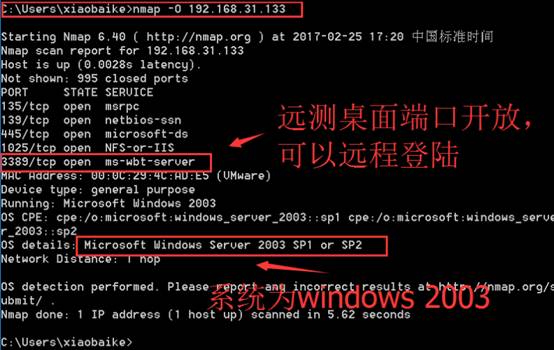 C:\Users\xiaobaike>nmap -O 192.168.31.133
Starting Nmap 6.40 ( http://nmap.org ) at 2017-02-25 17:20 中国标准时间
Nmap scan report for 192.168.31.133
Host is up (0.0028s latency).
Not shown: 995 closed ports
PORT     STATE SERVICE
135/tcp  open  msrpc
139/tcp  open  netbios-ssn
445/tcp  open  microsoft-ds
1025/tcp open  NFS-or-IIS
3389/tcp open  ms-wbt-server
远测桌面端口开放，
可以远程登陆
MAC Address: 00:0C:29:4C:AD:E5 (VMware)
Device type: general purpose
Running: Microsoft Windows 2003
OS CPE: cpe:/o:microsoft:windows_server_2003::sp1 cpe:/o:microsoft:windows_serve
r_2003::sp2
OS details: Microsoft Windows Server 2003 SP1 or SP2
Network Distance: 1 hop
系统为windows 2003
OS detection performed. Please report any incorrect results at http://nmap.org/s
ubmit/ .
Nmap done: 1 IP address (1 host up) scanned in 5.62 seconds
C:\Users\xiaobaike>